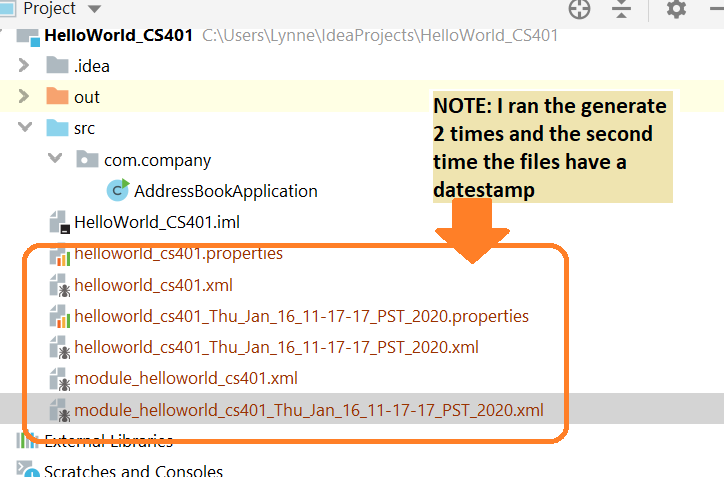 Project
HelloWorld_CS401 C:\Users\Lynne\IdeaProjects\HelloWorld_CS401
.idea
out
src
com.company
C AddressBookApplication
HelloWorld_CS401.iml
helloworld_cs401.properties
helloworld_cs401.xml
helloworld_cs401_Thu_Jan_16_11-17-17_PST_2020.properties
helloworld_cs401_Thu_Jan_16_11-17-17_PST_2020.xml
module_helloworld_cs401.xml
module_helloworld_cs401_Thu_Jan_16_11-17-17_PST_2020.xml
External Libraries
Scratches and Consoles
NOTE: I ran the generate
2 times and the second
time the files have a
datestamp